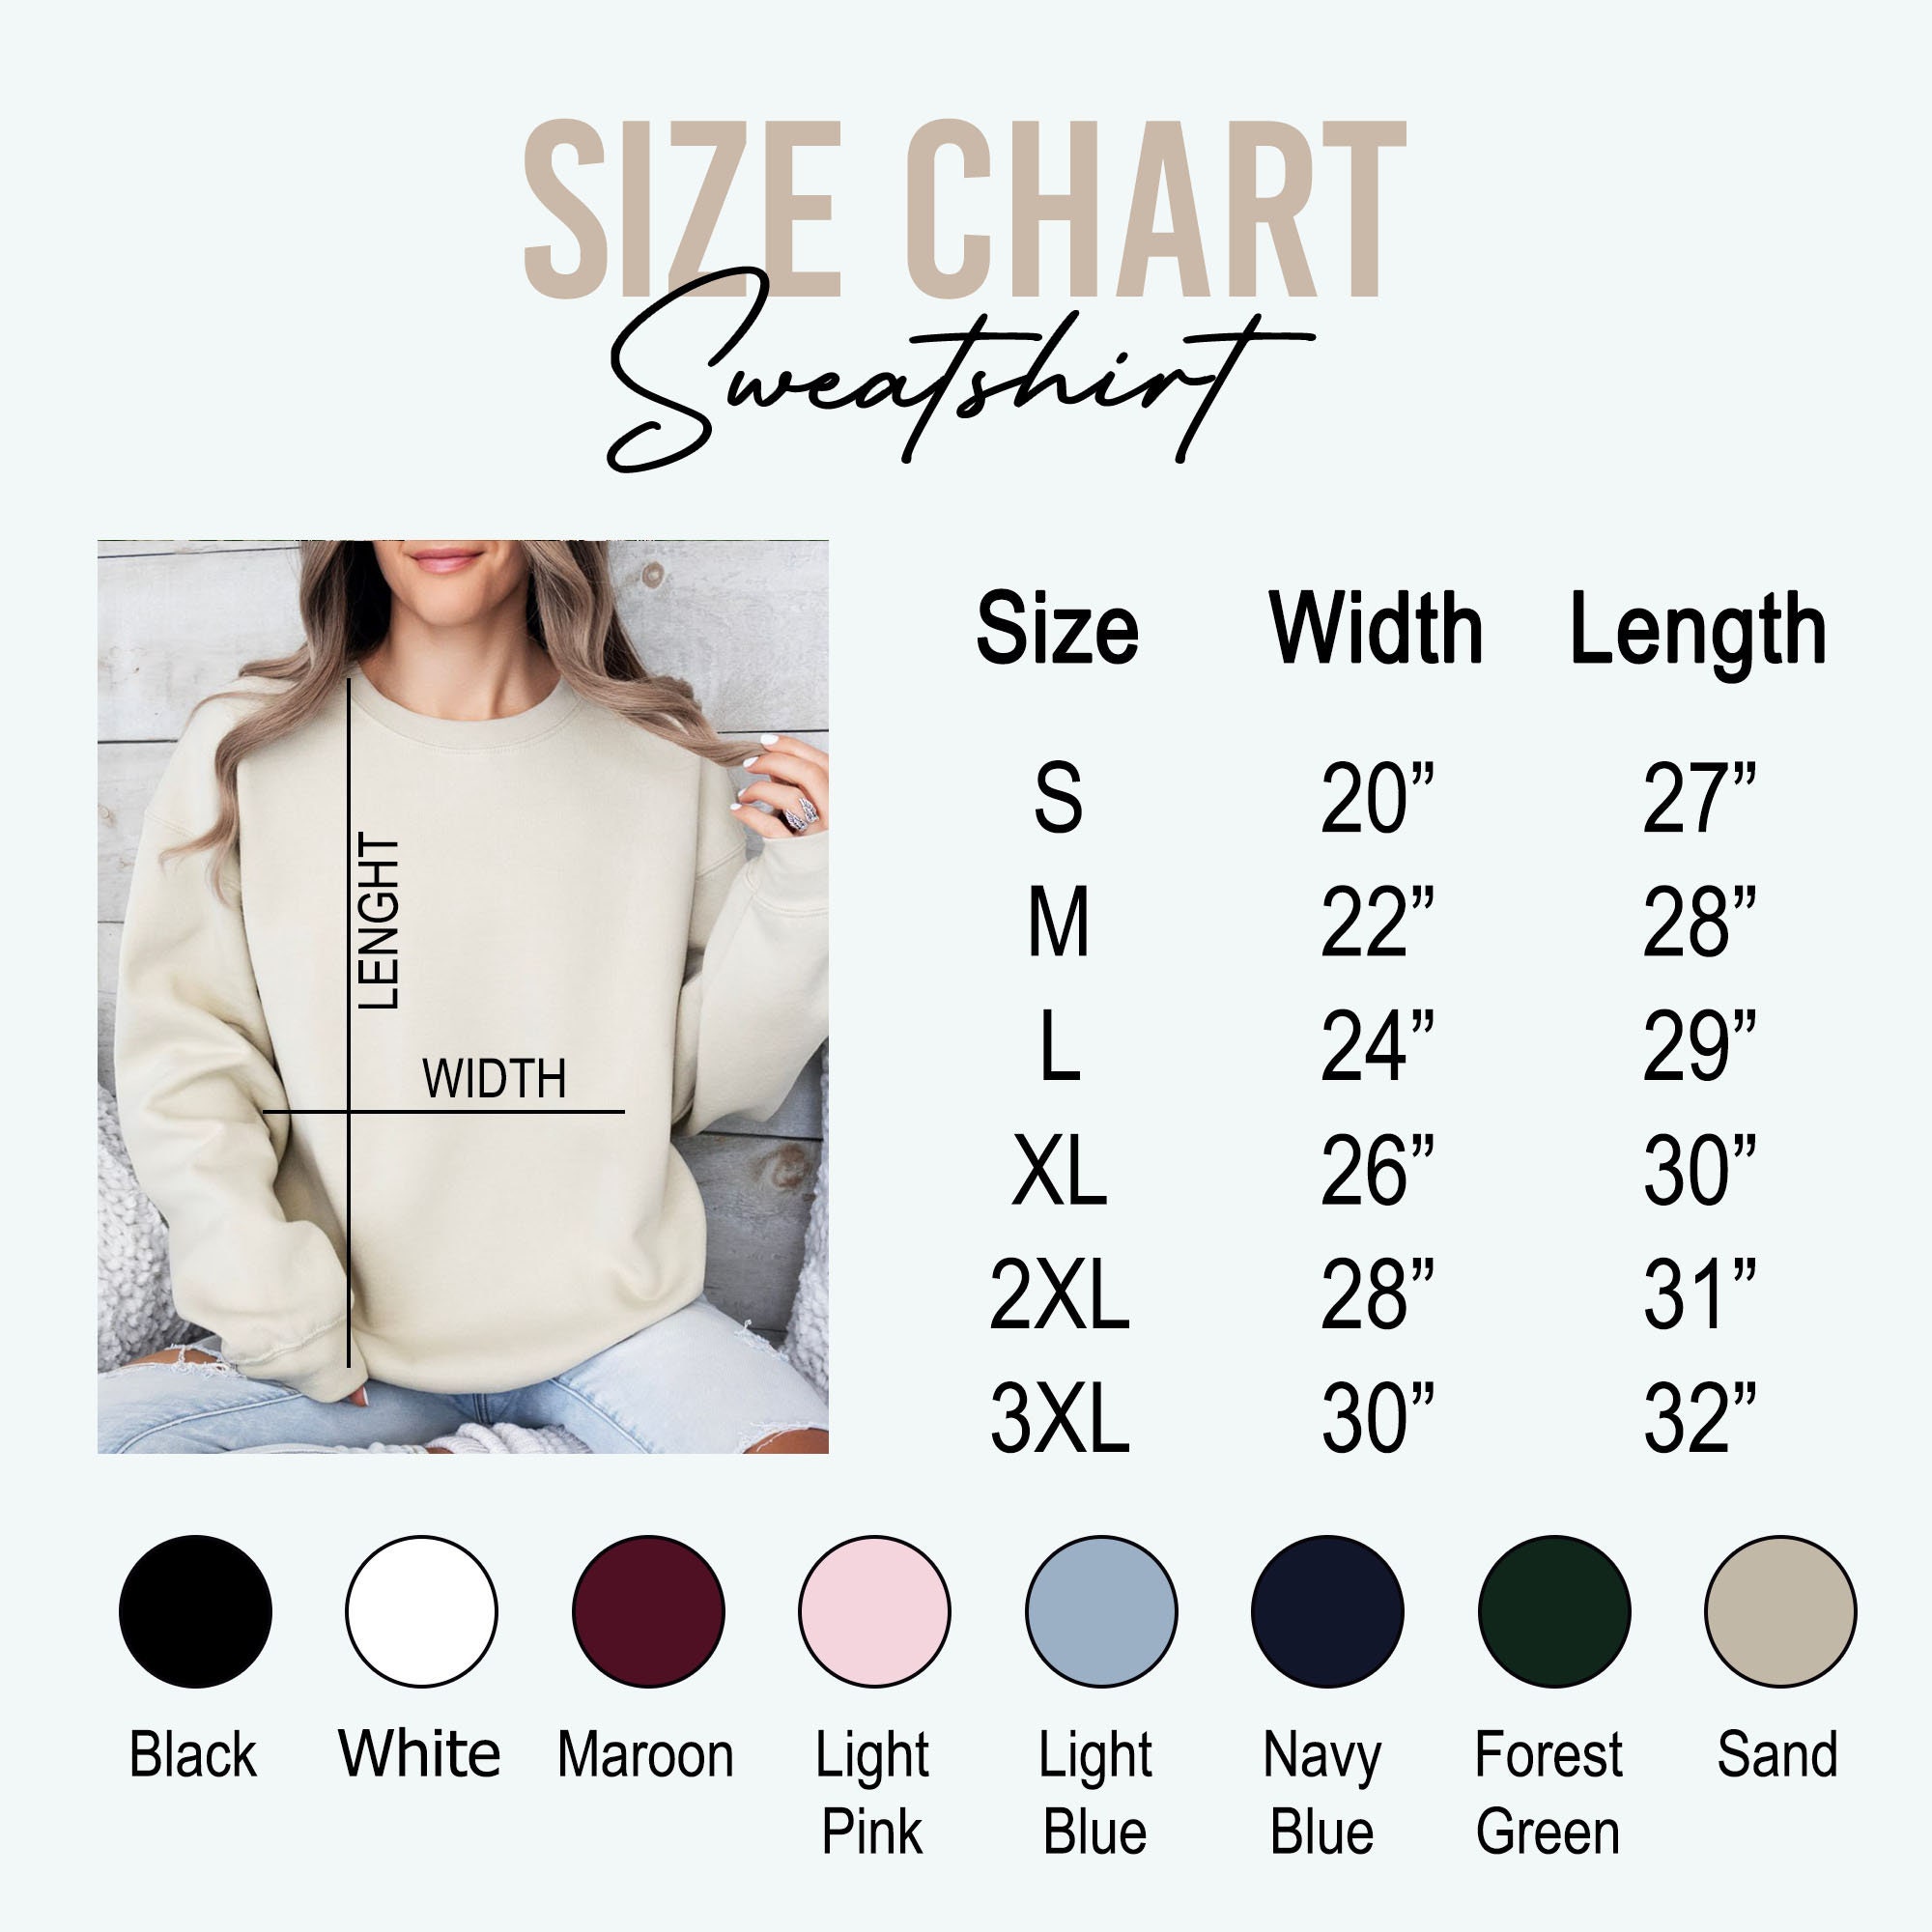 SIZE CHART
Sweatshirt
LENGHT
WIDTH
Size Width Length
S 20” 27”
M 22” 28”
L 24” 29”
XL 26” 30”
2XL 28” 31”
3XL 30” 32”
Black White Maroon Light Light Navy Forest Sand
Pink Blue Blue Green